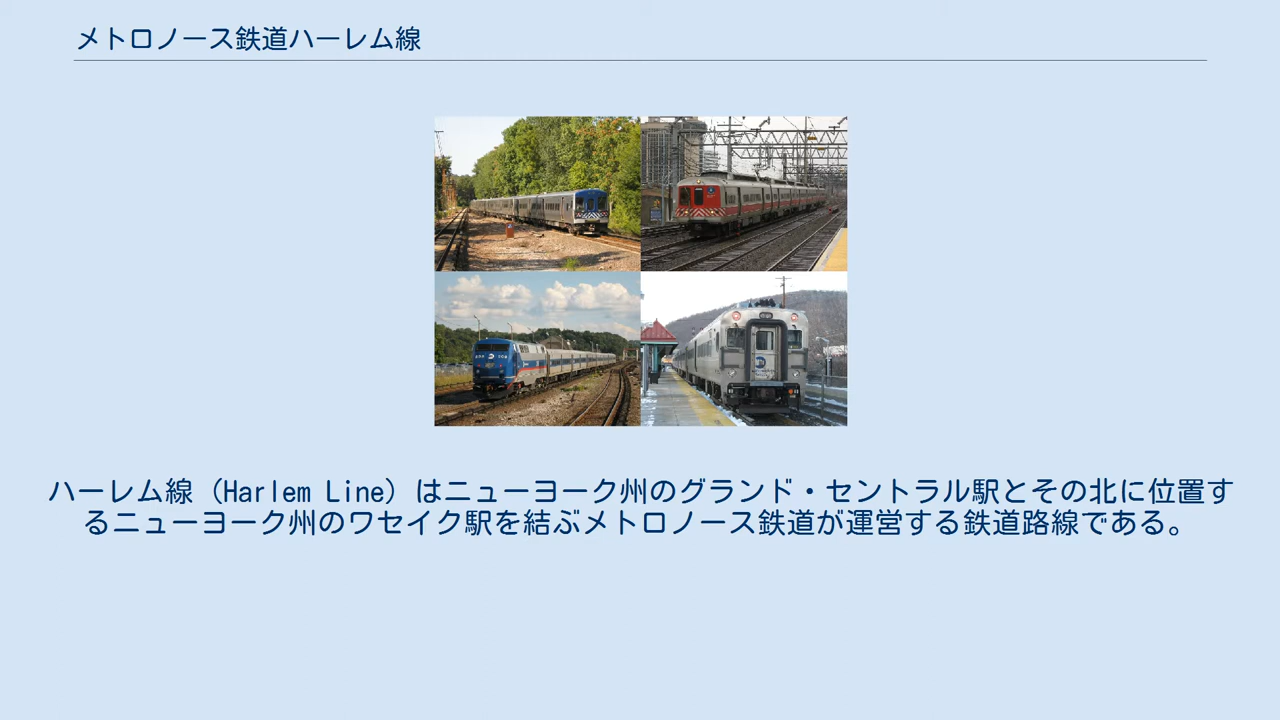 メトロノース鉄道ハーレム線
ハーレム線（Harlem Line）はニューヨーク州のグランド・セントラル駅とその北に位置す
るニューヨーク州のワセイク駅を結ぶメトロノース鉄道が運営する鉄道路線である。